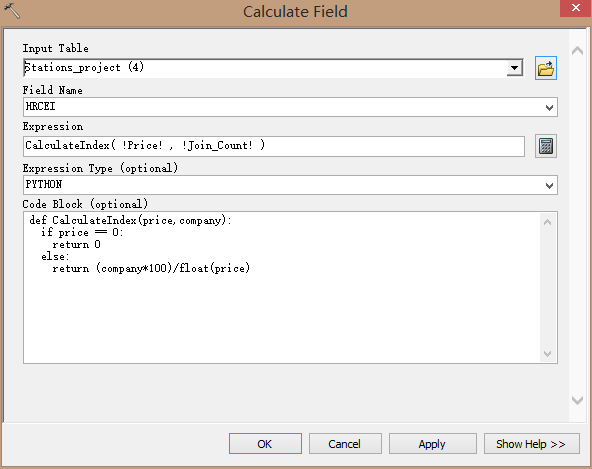 Calculate Field
Input Table
Stations_project (4)
Field Name
HRCEI
Expression
CalculateIndex( !Price! , !Join_Count! )
Expression Type (optional)
PYTHON
Code Block (optional)
def CalculateIndex(price,company):
  if price == 0:
    return 0
  else:
    return (company*100)/float(price)
OK
Cancel
Apply
Show Help >>